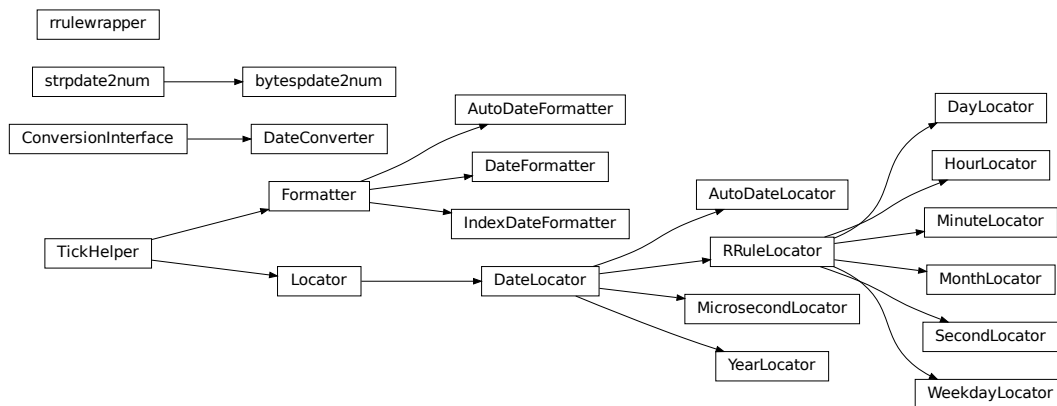 rrulewrapper
strpdate2num
bytespdate2num
ConversionInterface
DateConverter
TickHelper
Formatter
Locator
AutoDateFormatter
DateFormatter
IndexDateFormatter
DateLocator
AutoDateLocator
RRuleLocator
MicrosecondLocator
YearLocator
DayLocator
HourLocator
MinuteLocator
MonthLocator
SecondLocator
WeekdayLocator